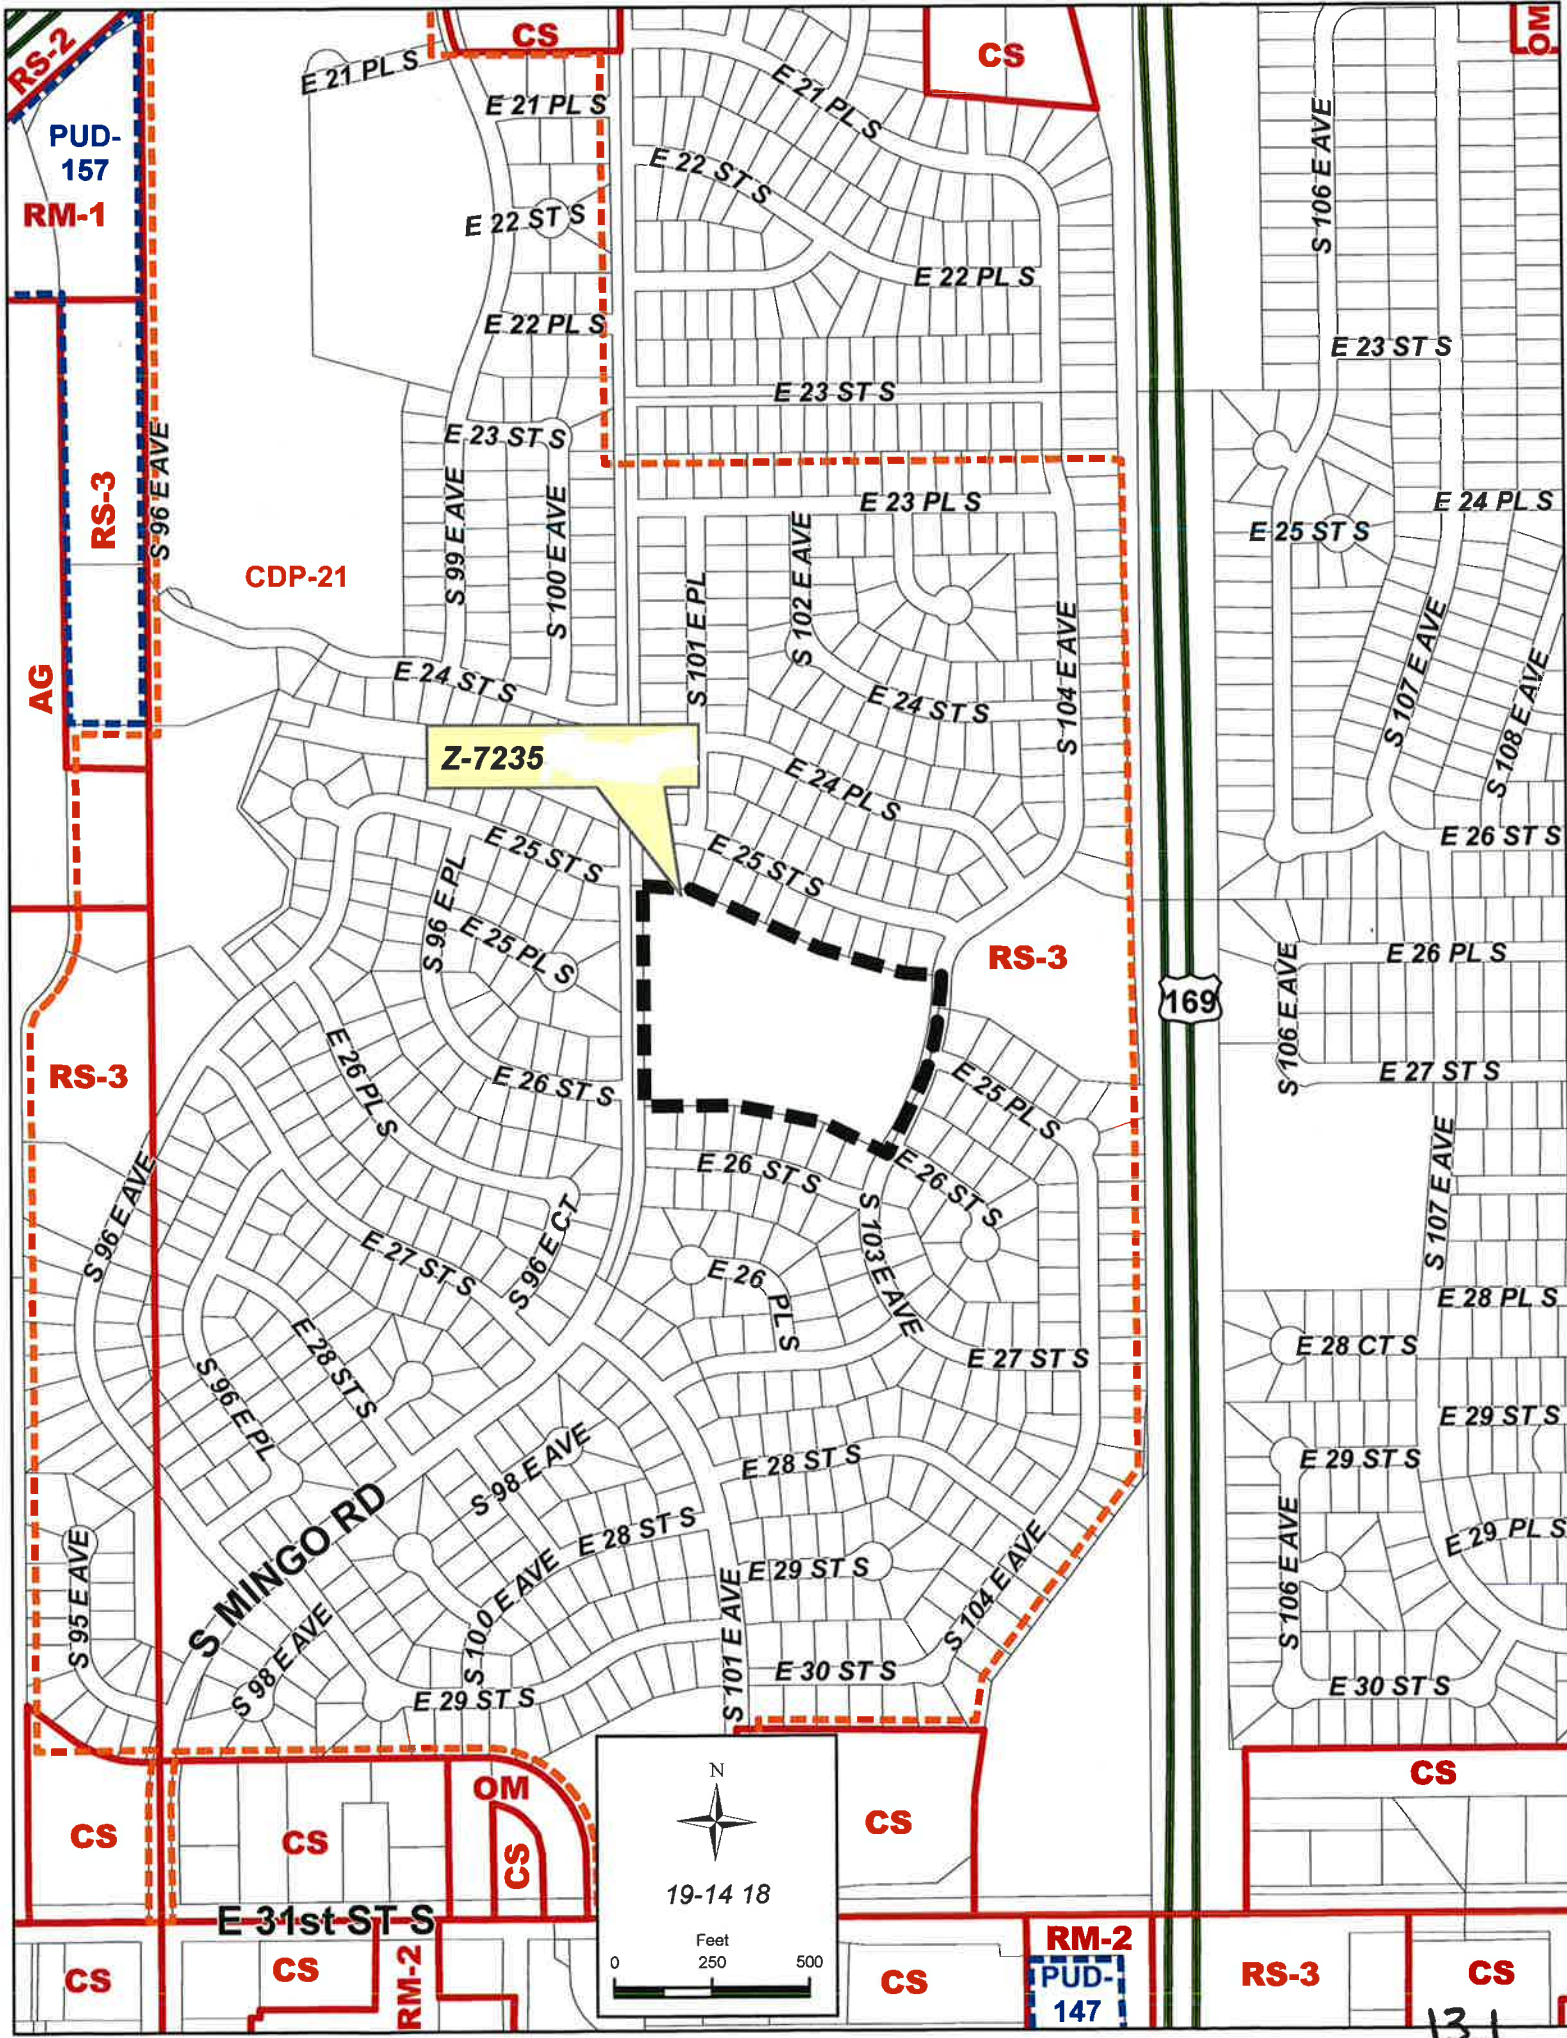 RS-2
CS
CS
OM
E 21 PL S
E 21 PL S
E 21 PL S
PUD-
157
RM-1
E 22 ST S
E 22 ST S
S 106 E AVE
E 22 PL S
E 22 PL S
E 23 ST S
E 23 ST S
E 23 ST S
S 96 E AVE
RS-3
S 99 E AVE
S 100 E AVE
E 23 PL S
E 24 PL S
E 25 ST S
CDP-21
S 101 E PL
S 102 E AVE
S 104 E AVE
S 107 E AVE
S 108 E AVE
AG
E 24 ST S
E 24 ST S
Z-7235
E 24 PL S
E 25 ST S
E 25 ST S
E 26 ST S
S 96 E PL
E 25 PL S
RS-3
169
S 106 E AVE
E 26 PL S
RS-3
E 26 PL S
E 26 ST S
E 25 PL S
E 27 ST S
E 26 ST S
E 26 ST S
S 96 E AVE
S 96 E CT
S 103 E AVE
S 107 E AVE
E 27 ST S
E 26 PL S
E 28 PL S
E 28 ST S
E 27 ST S
E 28 CT S
S 96 E PL
E 29 ST S
S 98 E AVE
E 28 ST S
E 29 ST S
S MINGO RD
E 28 ST S
S 106 E AVE
E 29 PL S
S 95 E AVE
S 100 E AVE
E 29 ST S
S 104 E AVE
S 98 E AVE
S 101 E AVE
E 30 ST S
E 29 ST S
E 30 ST S
CS
OM
CS
CS
CS
CS
N
19-14 18
Feet
0 250 500
E 31st ST S
CS
CS
RM-2
CS
RM-2
PUD-
147
RS-3
CS